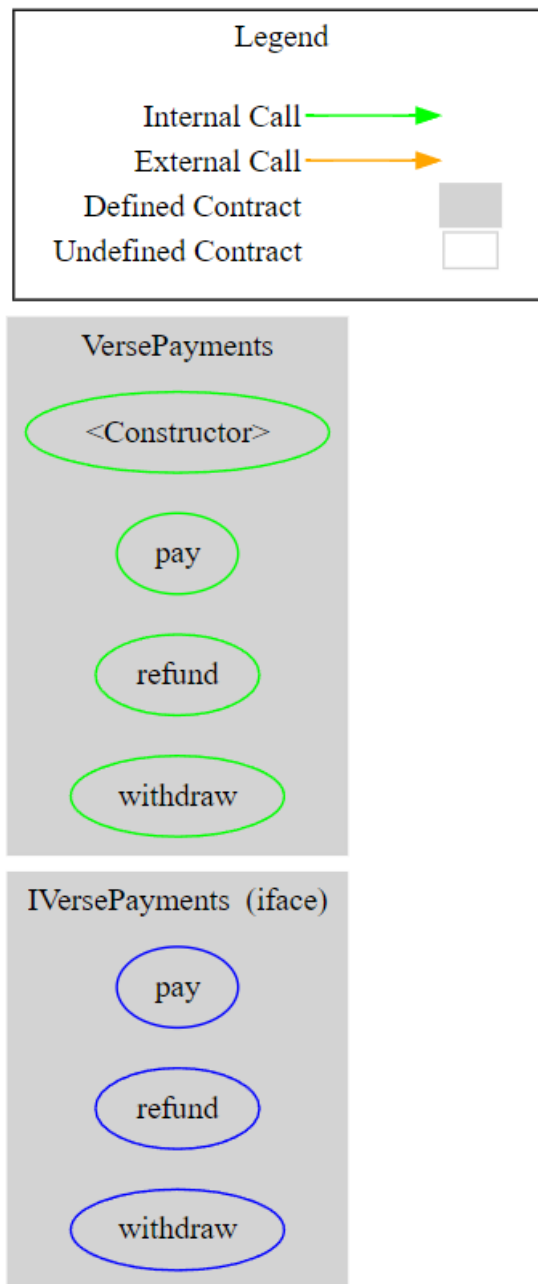 Legend
Internal Call
External Call
Defined Contract
Undefined Contract
VersePayments
<Constructor>
pay
refund
withdraw
IVersePayments (iface)
pay
refund
withdraw